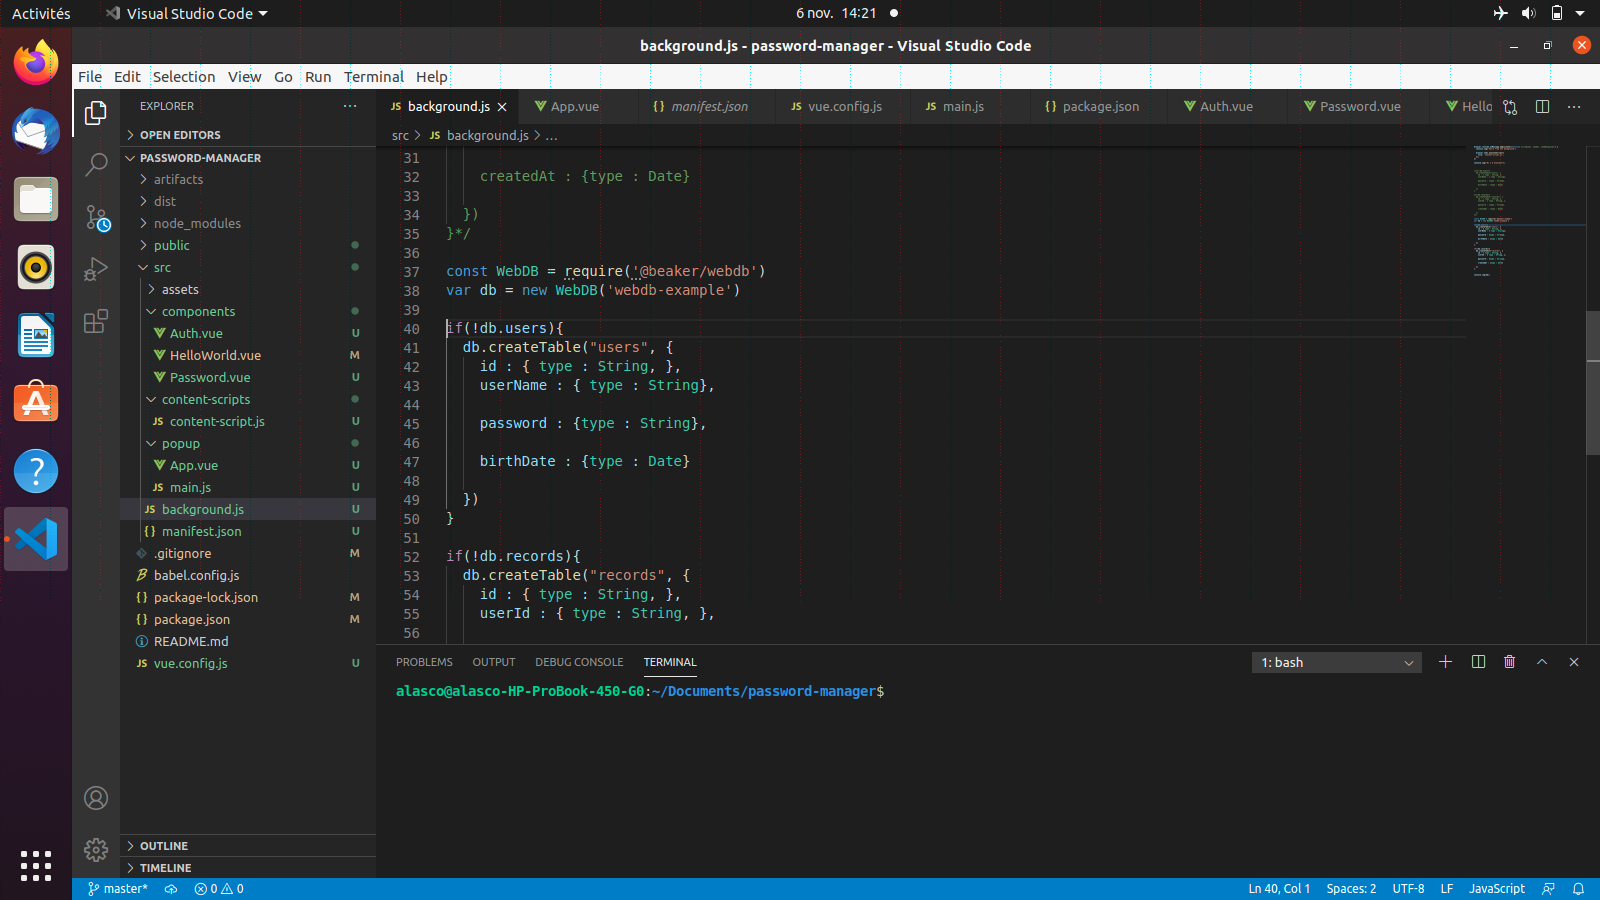 Activités
Visual Studio Code
6 nov. 14:21
background.js - password-manager - Visual Studio Code
File Edit Selection View Go Run Terminal Help
EXPLORER
OPEN EDITORS
PASSWORD-MANAGER
artifacts
dist
node_modules
public
src
assets
components
Auth.vue U
HelloWorld.vue M
Password.vue U
content-scripts
JS content-script.js U
popup
App.vue U
JS main.js U
JS background.js U
{} manifest.json U
.gitignore M
babel.config.js
{} package-lock.json M
{} package.json M
README.md
JS vue.config.js U
OUTLINE
TIMELINE
JS background.js
App.vue
{} manifest.json
JS vue.config.js
JS main.js
{} package.json
Auth.vue
Password.vue
Hello
src > JS background.js > ...
31
32 createdAt : {type : Date}
33
34 })
35 }*/
36
37 const WebDB = require('@beaker/webdb')
38 var db = new WebDB('webdb-example')
39
40 if(!db.users){
41 db.createTable("users", {
42 id : { type : String, },
43 userName : { type : String},
44
45 password : {type : String},
46
47 birthDate : {type : Date}
48
49 })
50 }
51
52 if(!db.records){
53 db.createTable("records", {
54 id : { type : String, },
55 userId : { type : String, },
56
PROBLEMS OUTPUT DEBUG CONSOLE TERMINAL
1: bash
alasco@alasco-HP-ProBook-450-G0:~/Documents/password-manager$
master* 0 0
Ln 40, Col 1 Spaces: 2 UTF-8 LF JavaScript